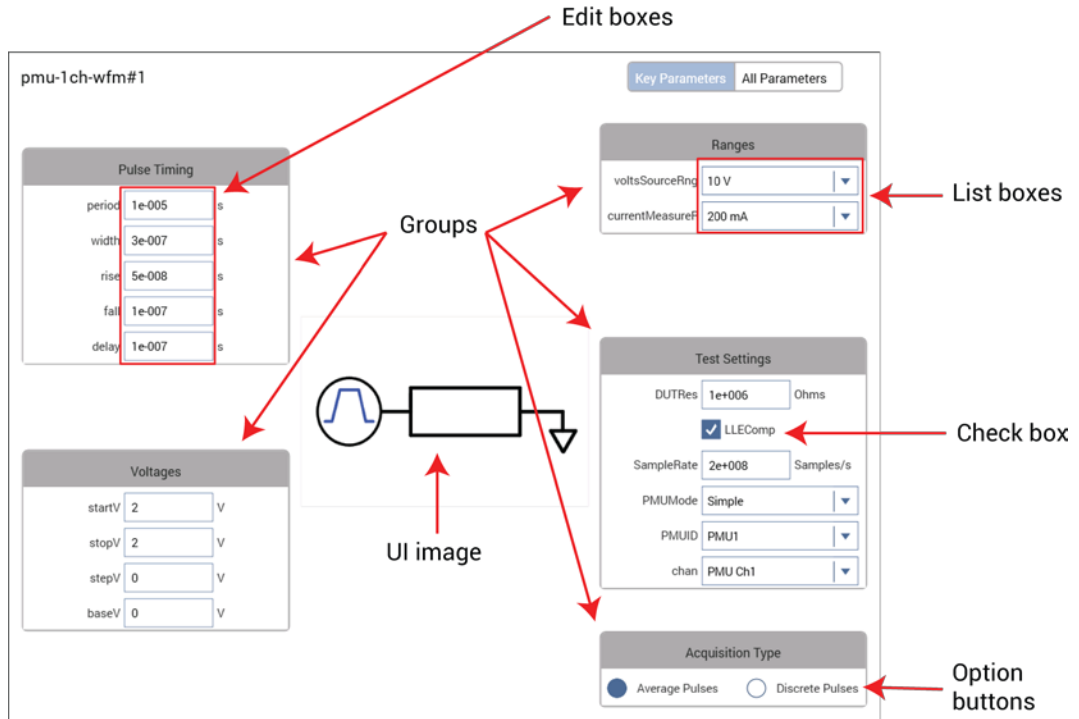 Edit boxes
pmu-1ch-wfm#1
Key Parameters All Parameters
Pulse Timing
period 1e-005 s
width 3e-007 s
rise 5e-008 s
fall 1e-007 s
delay 1e-007 s
Groups
Ranges
voltsSourceRng 10 V
currentMeasureR 200 mA
List boxes
Test Settings
DUTRes 1e+006 Ohms
LLEComp
SampleRate 2e+008 Samples/s
PMUMode Simple
PMUID PMU1
chan PMU Ch1
Check box
Voltages
startV 2 V
stopV 2 V
stepV 0 V
baseV 0 V
UI image
Acquisition Type
Average Pulses Discrete Pulses
Option
buttons